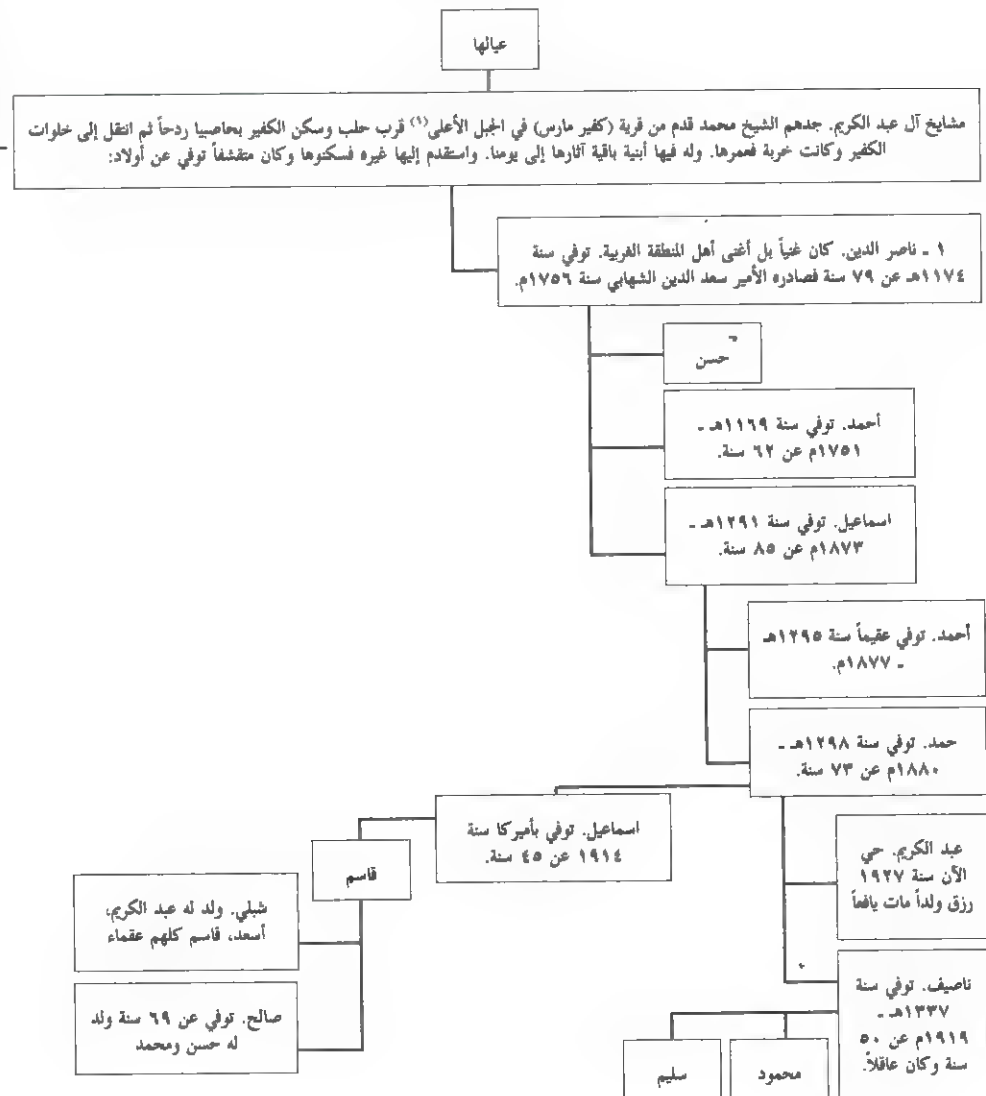 عيالها
مشايخ آل عبد الكريم. جدهم الشيخ محمد قدم من قرية (كفير مارس) في الجبل الأعلى(١) قرب حلب وسكن الكفير بحاصبيا ردحاً ثم انتقل إلى خلوات
الكفير وكانت خربة فعمرها. وله فيها أبنية باقية آثارها إلى يومنا. واستقدم إليها غيره فسكنوها وكان متقشفاً توفي عن أولاد:
١ ـ ناصر الدين. كان غنياً بل أغنى أهل المنطقة الغربية. توفي سنة
١١٧٤هـ عن ٧٩ سنة فصادره الأمير سعد الدين الشهابي سنة ١٧٥٦م.
حسن
أحمد. توفي سنة ١١٦٩هـ ـ
١٧٥١م عن ٦٢ سنة.
اسماعيل. توفي سنة ١٢٩١هـ ـ
١٨٧٣م عن ٨٥ سنة.
أحمد. توفي عقيماً سنة ١٢٩٥هـ
ـ ١٨٧٧م.
حمد. توفي سنة ١٢٩٨هـ ـ
١٨٨٠م عن ٧٣ سنة.
عبد الكريم. حي
الآن سنة ١٩٢٧
رزق ولداً مات يافعاً
اسماعيل. توفي بأميركا سنة
١٩١٤ عن ٤٥ سنة.
قاسم
شبلي. ولد له عبد الكريم،
أسعد، قاسم كلهم عقماء
صالح. توفي عن ٦٩ سنة ولد
له حسن ومحمد
ناصيف. توفي سنة
١٣٣٧هـ ـ
١٩١٩م عن ٥٠
سنة وكان عاقلاً.
محمود
سليم